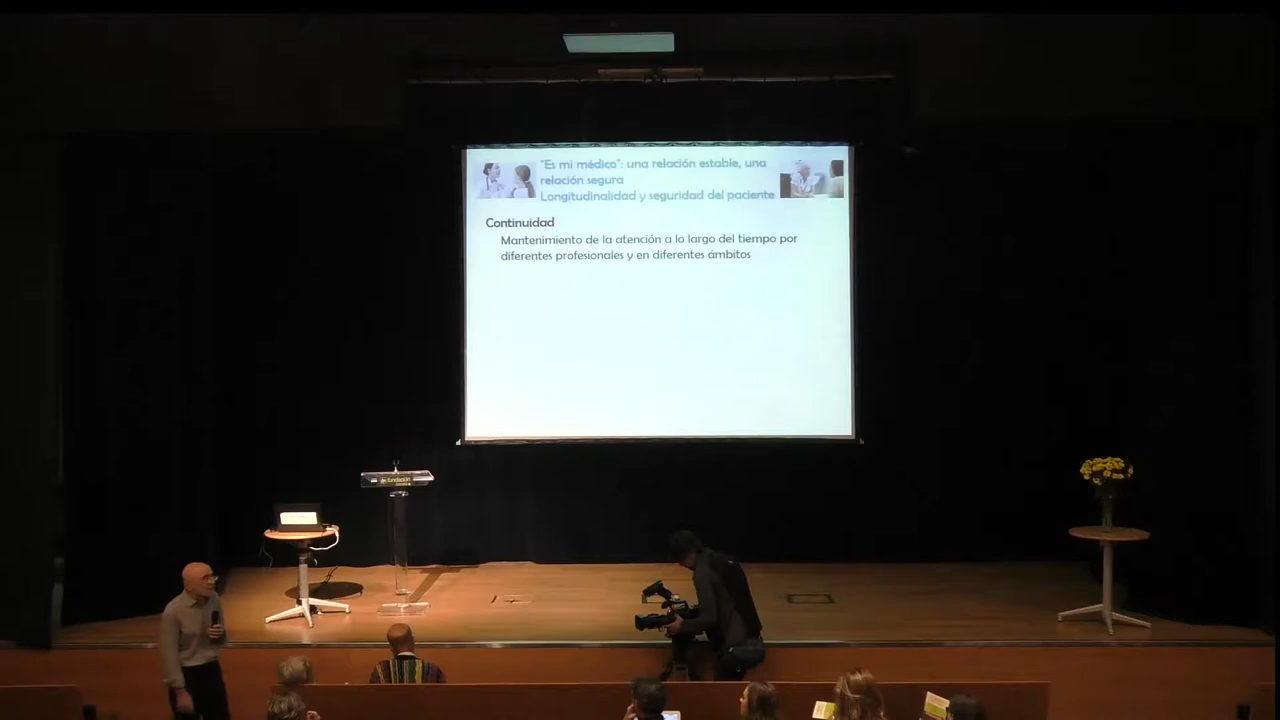 "Es mi médico": una relación estable, una
relación segura
Longitudinalidad y seguridad del paciente
Continuidad
Mantenimiento de la atención a lo largo del tiempo por
diferentes profesionales y en diferentes ámbitos
fundación